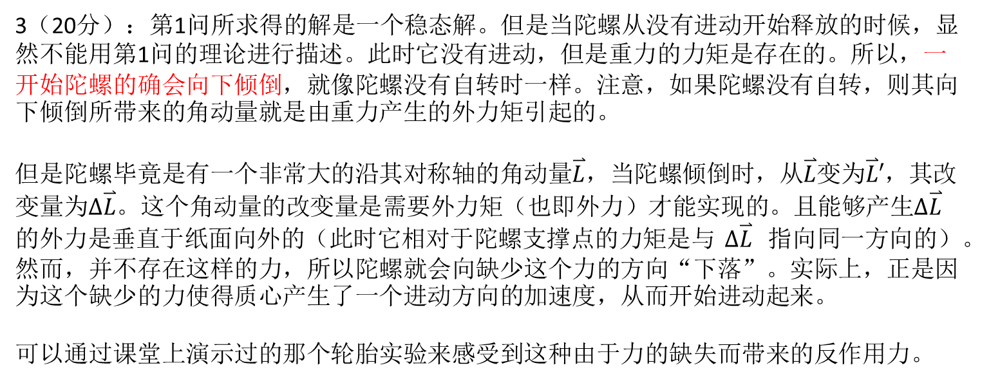 3（20分）：第1问所求得的解是一个稳态解。但是当陀螺从没有进动开始释放的时候，显
然不能用第1问的理论进行描述。此时它没有进动，但是重力的力矩是存在的。所以，一
开始陀螺的确会向下倾倒，就像陀螺没有自转时一样。注意，如果陀螺没有自转，则其向
下倾倒所带来的角动量就是由重力产生的外力矩引起的。
但是陀螺毕竟是有一个非常大的沿其对称轴的角动量L⃗，当陀螺倾倒时，从L⃗变为L⃗′，其改
变量为ΔL⃗。这个角动量的改变量是需要外力矩（也即外力）才能实现的。且能够产生ΔL⃗
的外力是垂直于纸面向外的（此时它相对于陀螺支撑点的力矩是与 ΔL⃗ 指向同一方向的）。
然而，并不存在这样的力，所以陀螺就会向缺少这个力的方向“下落”。实际上，正是因
为这个缺少的力使得质心产生了一个进动方向的加速度，从而开始进动起来。
可以通过课堂上演示过的那个轮胎实验来感受到这种由于力的缺失而带来的反作用力。